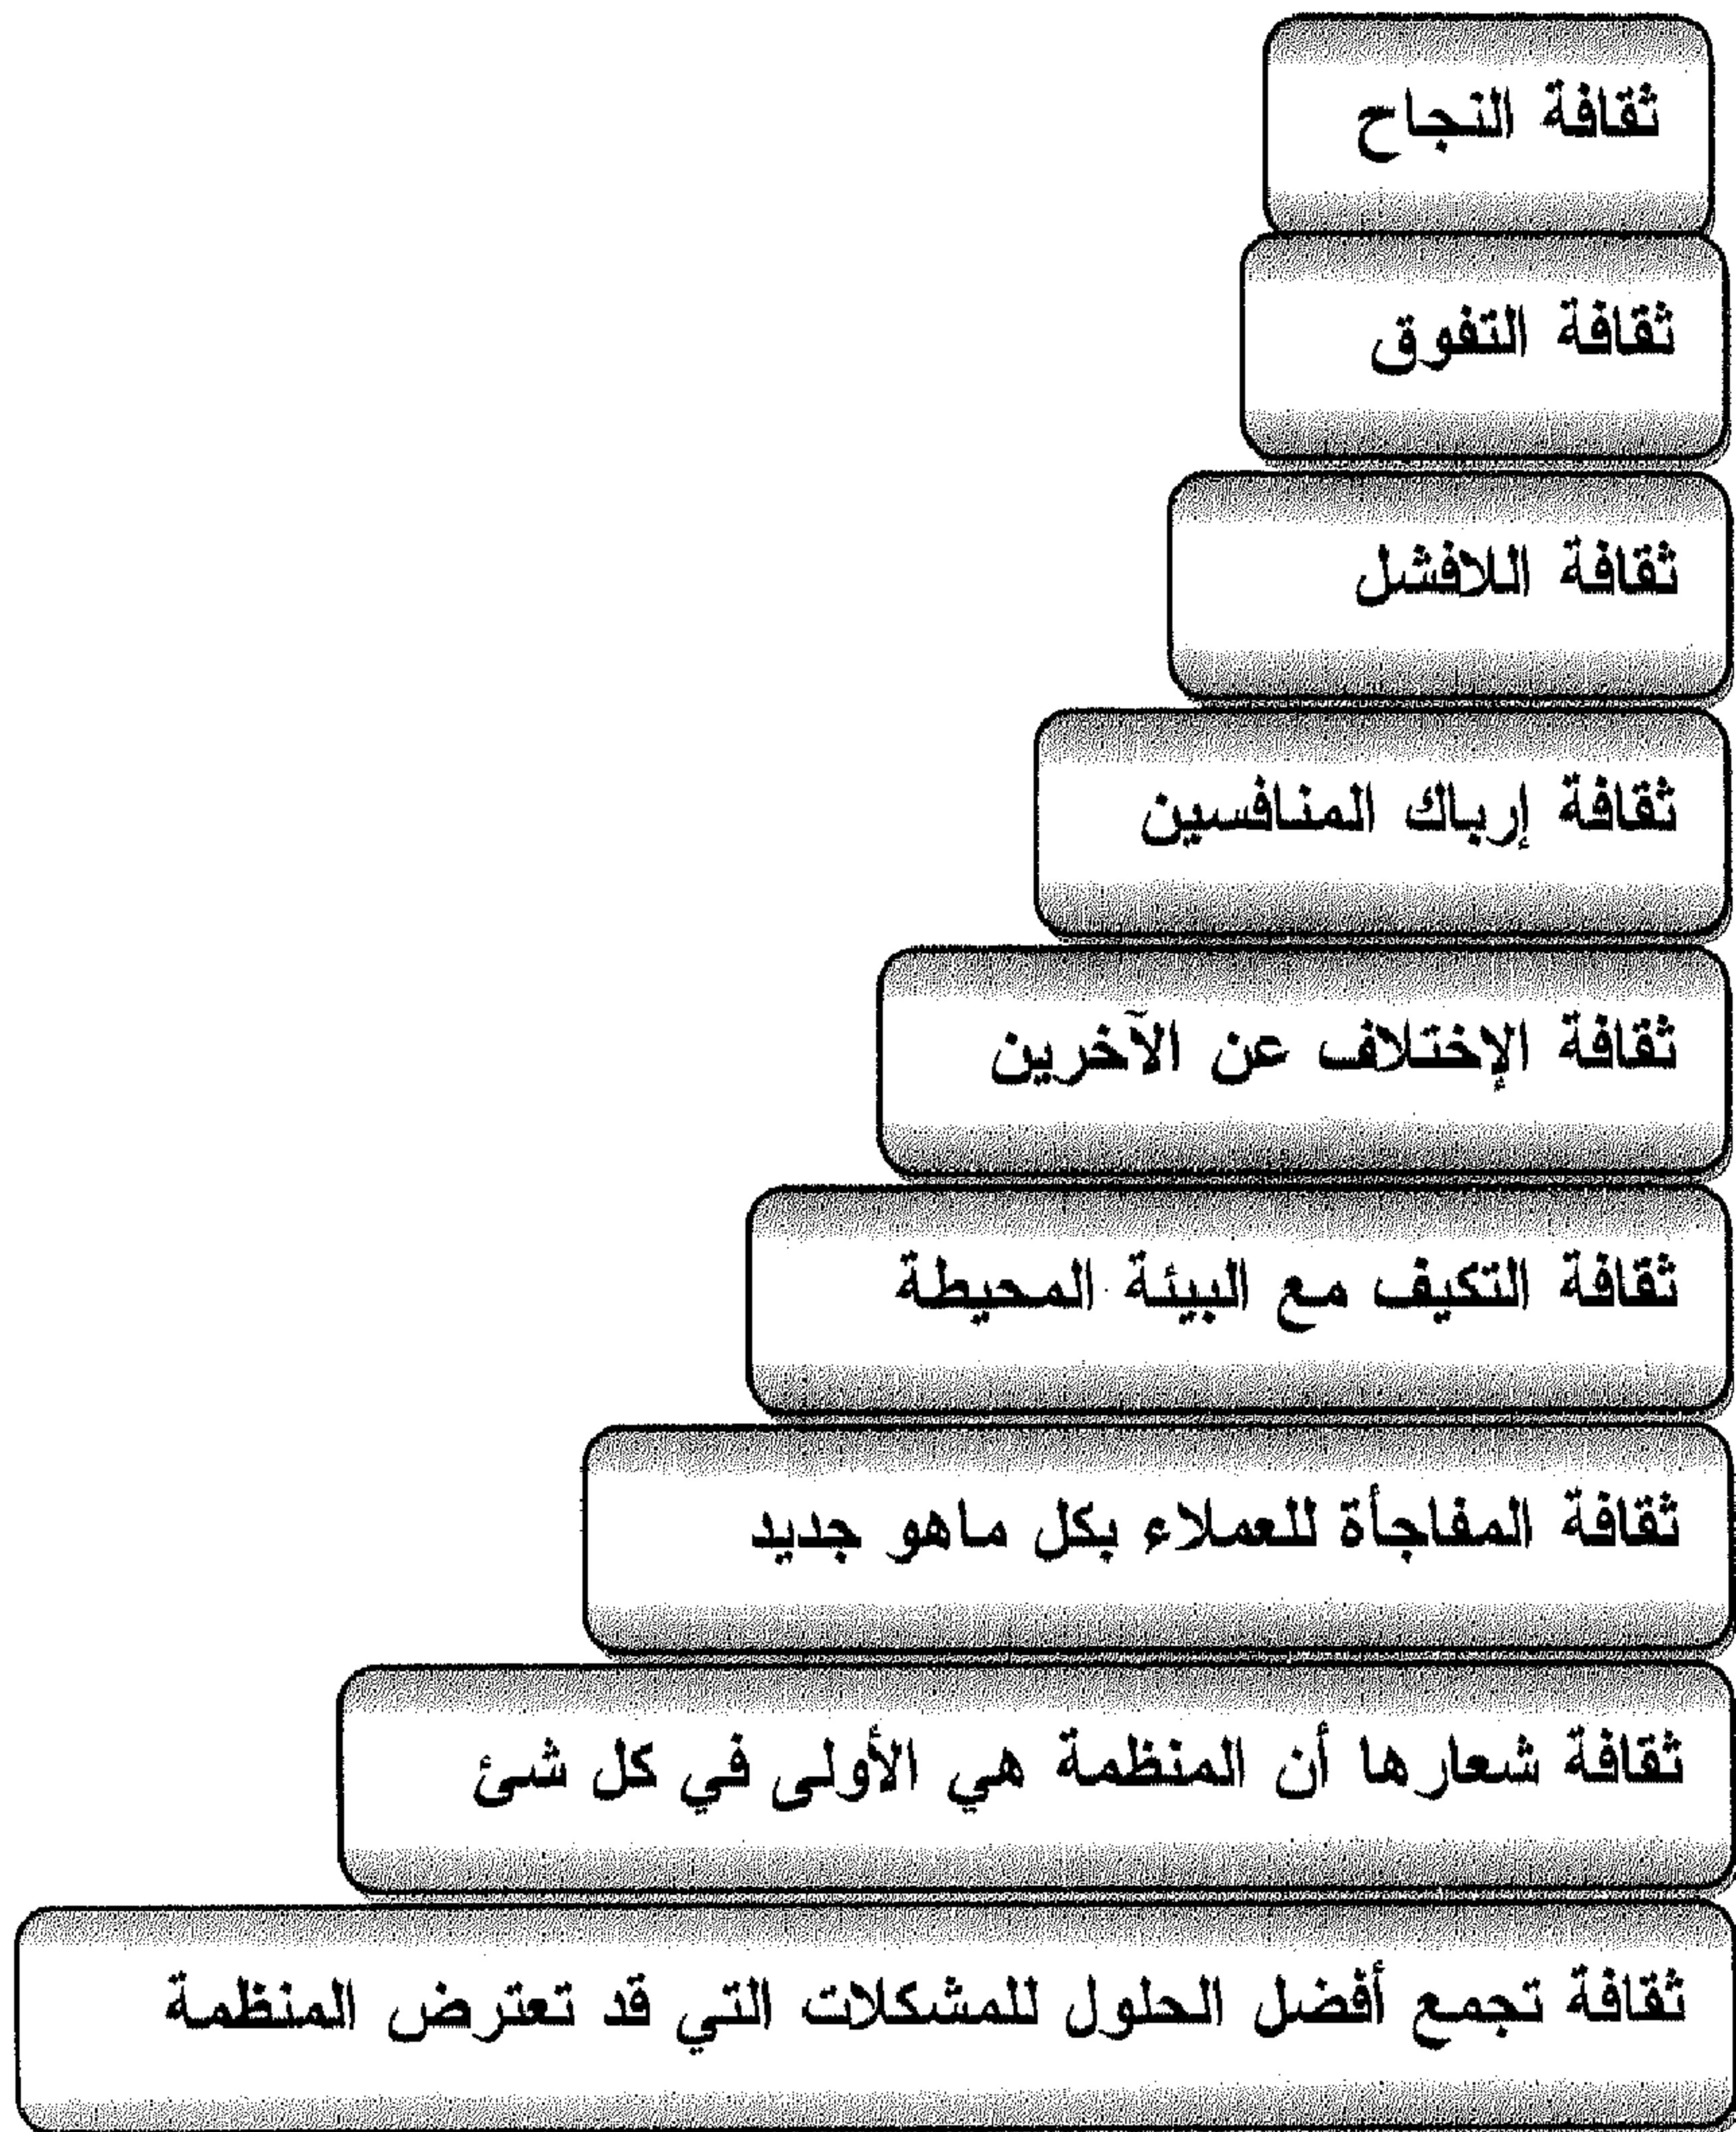 ثقافة النجاح
ثقافة التفوق
ثقافة اللافشل
ثقافة إرباك المنافسين
ثقافة الإختلاف عن الآخرين
ثقافة التكيف مع البيئة المحيطة
ثقافة المفاجأة للعملاء بكل ماهو جديد
ثقافة شعارها أن المنظمة هي الأولى في كل شئ
ثقافة تجمع أفضل الحلول للمشكلات التي قد تعترض المنظمة